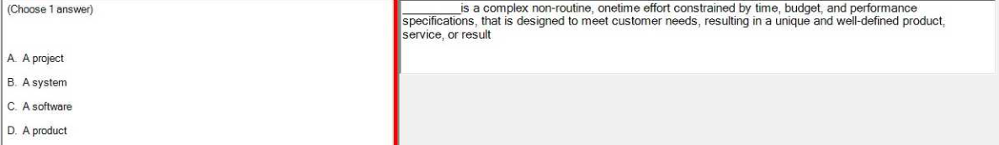 (Choose 1 answer)
A. A project
B. A system
C. A software
D. A product
_________is a complex non-routine, onetime effort constrained by time, budget, and performance
specifications, that is designed to meet customer needs, resulting in a unique and well-defined product,
service, or result